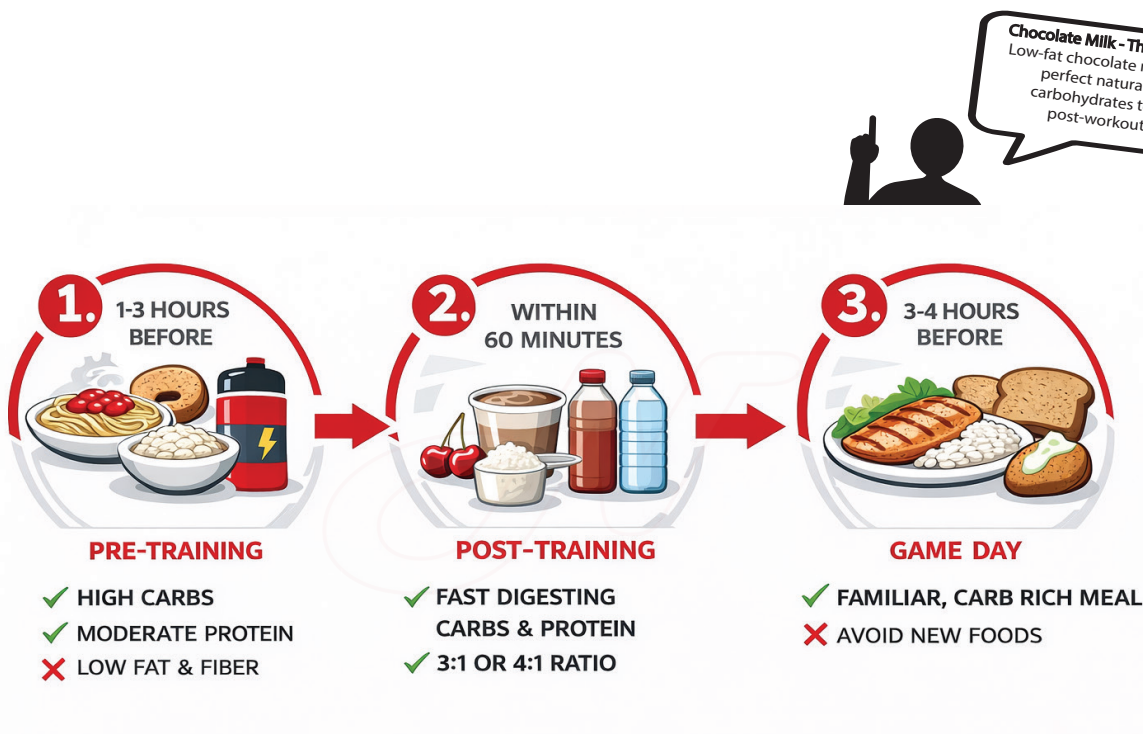 Chocolate Milk - Th
Low-fat chocolate
perfect natura
carbohydrates t
post-workout
1.
1-3 HOURS
BEFORE
2.
WITHIN
60 MINUTES
3.
3-4 HOURS
BEFORE
PRE-TRAINING
HIGH CARBS
MODERATE PROTEIN
LOW FAT & FIBER
POST-TRAINING
FAST DIGESTING
CARBS & PROTEIN
3:1 OR 4:1 RATIO
GAME DAY
FAMILIAR, CARB RICH MEAL
AVOID NEW FOODS